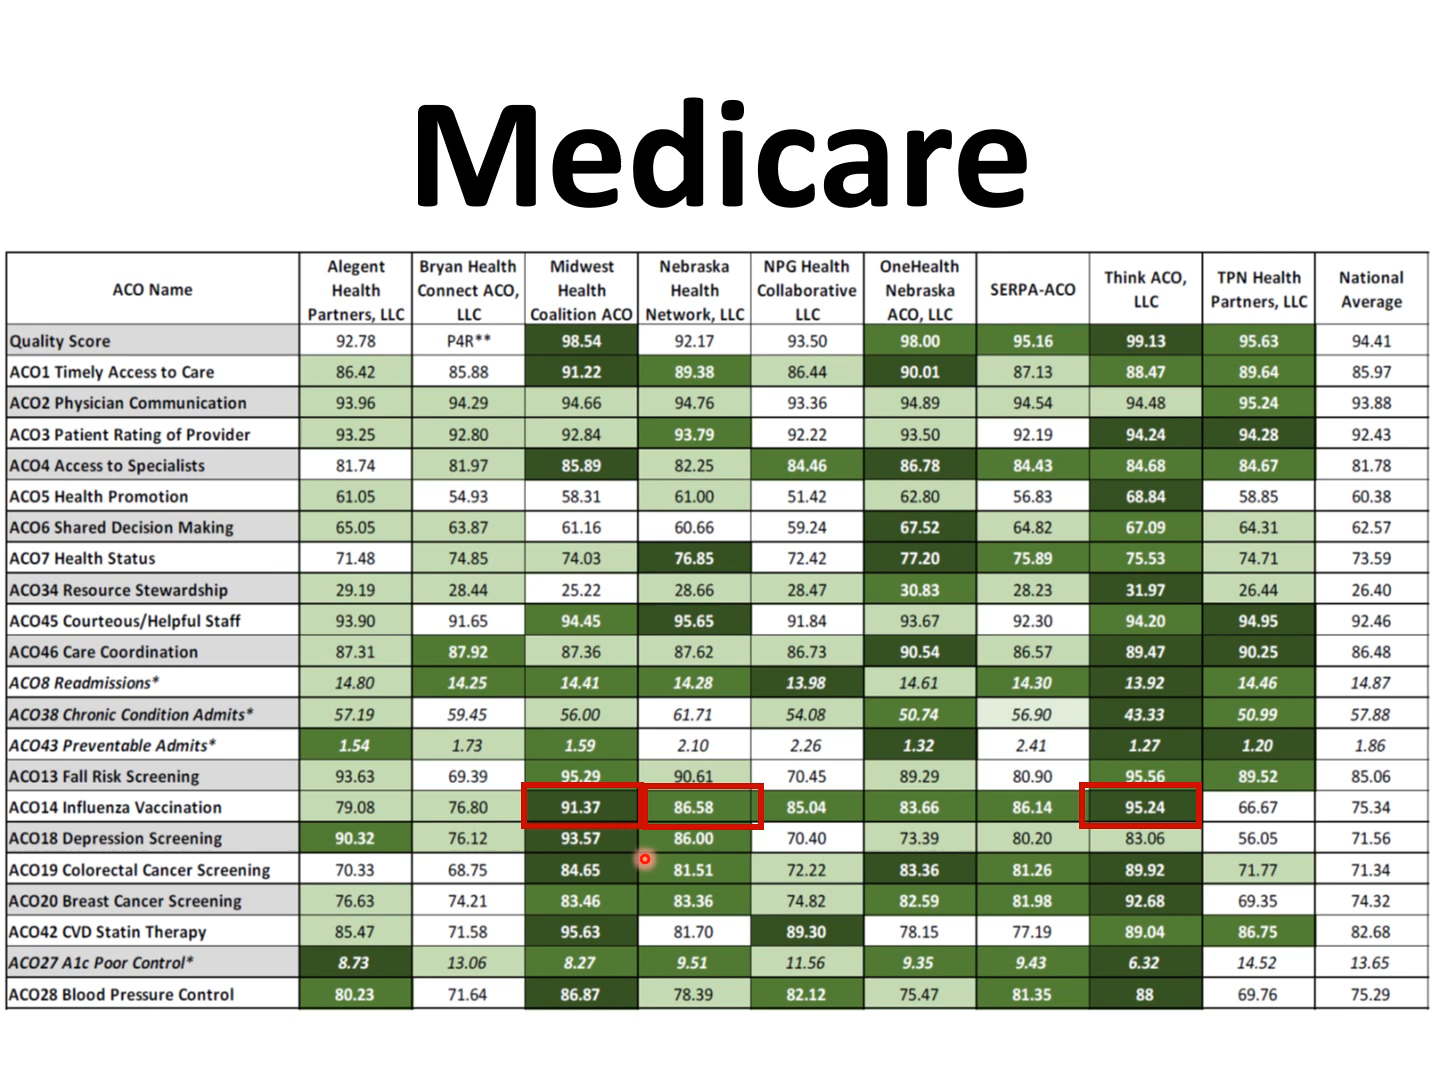 Medicare
ACO Name | Alegent Health Partners, LLC | Bryan Health Connect ACO, LLC | Midwest Health Coalition ACO | Nebraska Health Network, LLC | NPG Health Collaborative LLC | OneHealth Nebraska ACO, LLC | SERPA-ACO | Think ACO, LLC | TPN Health Partners, LLC | National Average
Quality Score | 92.78 | P4R** | 98.54 | 92.17 | 93.50 | 98.00 | 95.16 | 99.13 | 95.63 | 94.41
ACO1 Timely Access to Care | 86.42 | 85.88 | 91.22 | 89.38 | 86.44 | 90.01 | 87.13 | 88.47 | 89.64 | 85.97
ACO2 Physician Communication | 93.96 | 94.29 | 94.66 | 94.76 | 93.36 | 94.89 | 94.54 | 94.48 | 95.24 | 93.88
ACO3 Patient Rating of Provider | 93.25 | 92.80 | 92.84 | 93.79 | 92.22 | 93.50 | 92.19 | 94.24 | 94.28 | 92.43
ACO4 Access to Specialists | 81.74 | 81.97 | 85.89 | 82.25 | 84.46 | 86.78 | 84.43 | 84.68 | 84.67 | 81.78
ACO5 Health Promotion | 61.05 | 54.93 | 58.31 | 61.00 | 51.42 | 62.80 | 56.83 | 68.84 | 58.85 | 60.38
ACO6 Shared Decision Making | 65.05 | 63.87 | 61.16 | 60.66 | 59.24 | 67.52 | 64.82 | 67.09 | 64.31 | 62.57
ACO7 Health Status | 71.48 | 74.85 | 74.03 | 76.85 | 72.42 | 77.20 | 75.89 | 75.53 | 74.71 | 73.59
ACO34 Resource Stewardship | 29.19 | 28.44 | 25.22 | 28.66 | 28.47 | 30.83 | 28.23 | 31.97 | 26.44 | 26.40
ACO45 Courteous/Helpful Staff | 93.90 | 91.65 | 94.45 | 95.65 | 91.84 | 93.67 | 92.30 | 94.20 | 94.95 | 92.46
ACO46 Care Coordination | 87.31 | 87.92 | 87.36 | 87.62 | 86.73 | 90.54 | 86.57 | 89.47 | 90.25 | 86.48
ACO8 Readmissions* | 14.80 | 14.25 | 14.41 | 14.28 | 13.98 | 14.61 | 14.30 | 13.92 | 14.46 | 14.87
ACO38 Chronic Condition Admits* | 57.19 | 59.45 | 56.00 | 61.71 | 54.08 | 50.74 | 56.90 | 43.33 | 50.99 | 57.88
ACO43 Preventable Admits* | 1.54 | 1.73 | 1.59 | 2.10 | 2.26 | 1.32 | 2.41 | 1.27 | 1.20 | 1.86
ACO13 Fall Risk Screening | 93.63 | 69.39 | 95.29 | 90.61 | 70.45 | 89.29 | 80.90 | 95.56 | 89.52 | 85.06
ACO14 Influenza Vaccination | 79.08 | 76.80 | 91.37 | 86.58 | 85.04 | 83.66 | 86.14 | 95.24 | 66.67 | 75.34
ACO18 Depression Screening | 90.32 | 76.12 | 93.57 | 86.00 | 70.40 | 73.39 | 80.20 | 83.06 | 56.05 | 71.56
ACO19 Colorectal Cancer Screening | 70.33 | 68.75 | 84.65 | 81.51 | 72.22 | 83.36 | 81.26 | 89.92 | 71.77 | 71.34
ACO20 Breast Cancer Screening | 76.63 | 74.21 | 83.46 | 83.36 | 74.82 | 82.59 | 81.98 | 92.68 | 69.35 | 74.32
ACO42 CVD Statin Therapy | 85.47 | 71.58 | 95.63 | 81.70 | 89.30 | 78.15 | 77.19 | 89.04 | 86.75 | 82.68
ACO27 A1c Poor Control* | 8.73 | 13.06 | 8.27 | 9.51 | 11.56 | 9.35 | 9.43 | 6.32 | 14.52 | 13.65
ACO28 Blood Pressure Control | 80.23 | 71.64 | 86.87 | 78.39 | 82.12 | 75.47 | 81.35 | 88 | 69.76 | 75.29